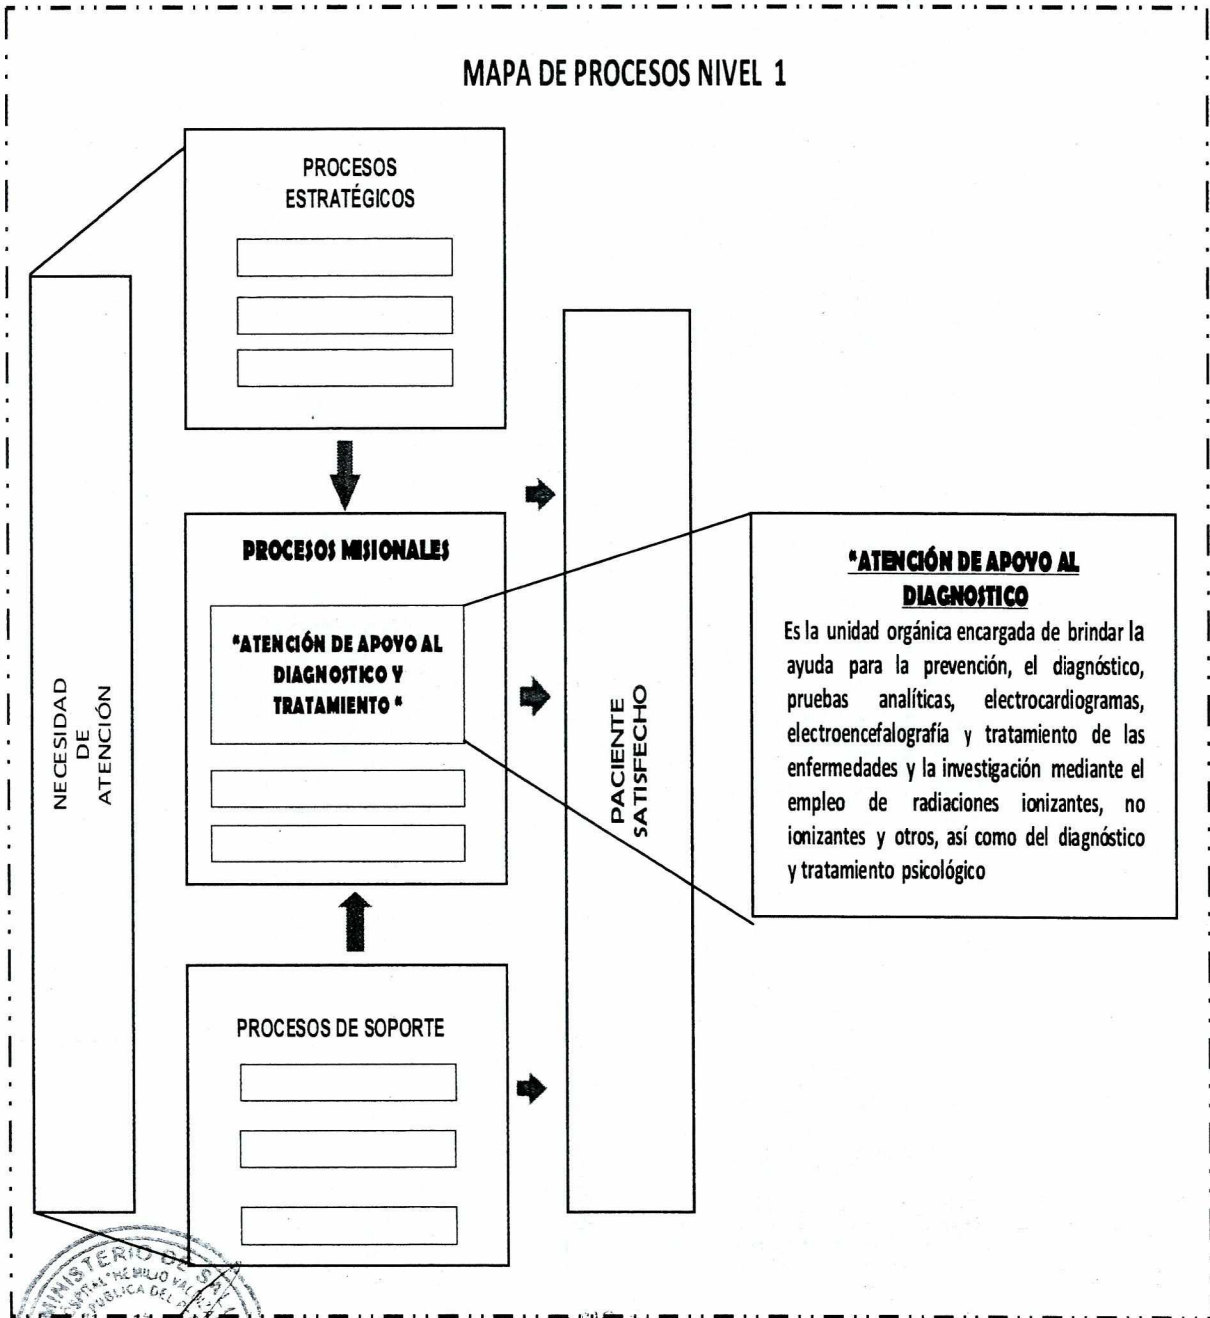 MAPA DE PROCESOS NIVEL 1
PROCESOS
ESTRATÉGICOS
NECESIDAD
DE
ATENCIÓN
PROCESOS MISIONALES
"ATENCIÓN DE APOYO AL
DIAGNOSTICO Y
TRATAMIENTO "
PACIENTE
SATISFECHO
"ATENCIÓN DE APOYO AL
DIAGNOSTICO
Es la unidad orgánica encargada de brindar la
ayuda para la prevención, el diagnóstico,
pruebas analíticas, electrocardiogramas,
electroencefalografía y tratamiento de las
enfermedades y la investigación mediante el
empleo de radiaciones ionizantes, no
ionizantes y otros, así como del diagnóstico
y tratamiento psicológico
PROCESOS DE SOPORTE
MINISTERIO DE